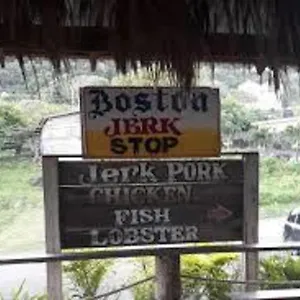 Boston
JERK
STOP
Jerk PORK
CHICKEN
FISH
LOBSTER